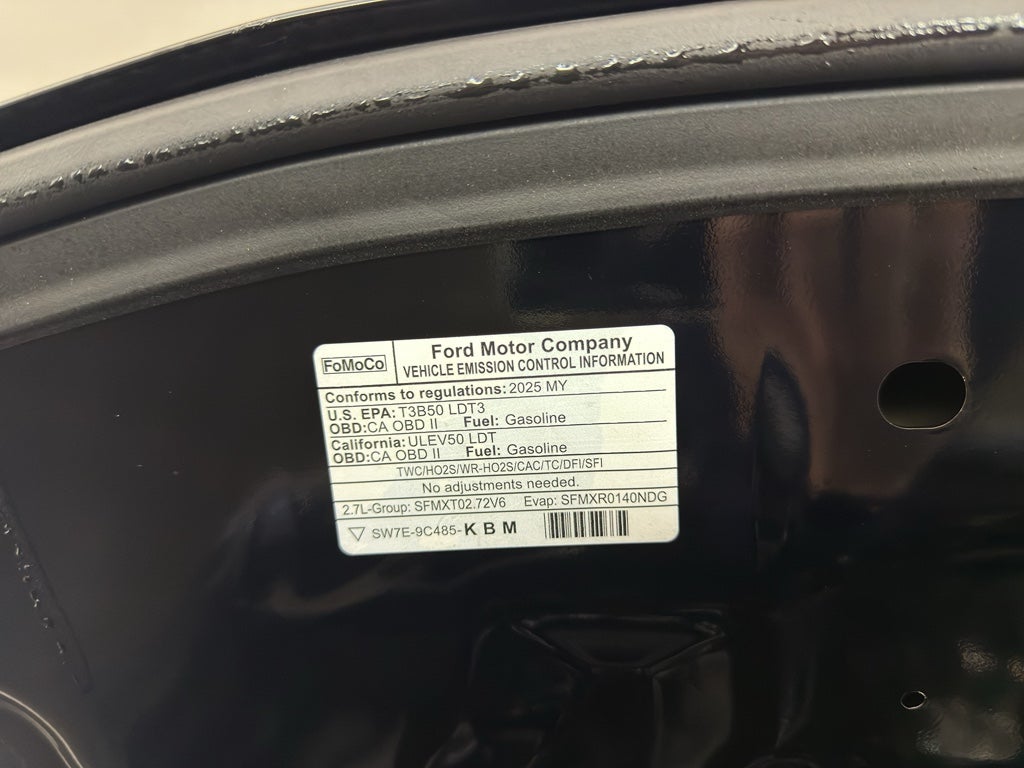 FoMoCo
Ford Motor Company
VEHICLE EMISSION CONTROL INFORMATION
Conforms to regulations: 2025 MY
U.S. EPA: T3B50 LDT3
OBD:CA OBD II Fuel: Gasoline
California: ULEV50 LDT
OBD:CA OBD II Fuel: Gasoline
TWC/HO2S/WR-HO2S/CAC/TC/DFI/SFI
No adjustments needed.
2.7L-Group: SFMXT02.72V6 Evap: SFMXR0140NDG
SW7E-9C485-K B M